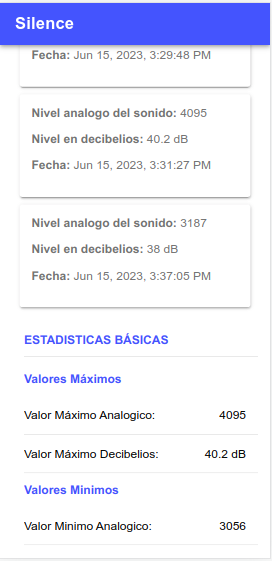 Silence
Fecha: Jun 15, 2023, 3:29:48 PM
Nivel analogo del sonido: 4095
Nivel en decibelios: 40.2 dB
Fecha: Jun 15, 2023, 3:31:27 PM
Nivel analogo del sonido: 3187
Nivel en decibelios: 38 dB
Fecha: Jun 15, 2023, 3:37:05 PM
ESTADISTICAS BÁSICAS
Valores Máximos
Valor Máximo Analogico: 4095
Valor Máximo Decibelios: 40.2 dB
Valores Minimos
Valor Minimo Analogico: 3056